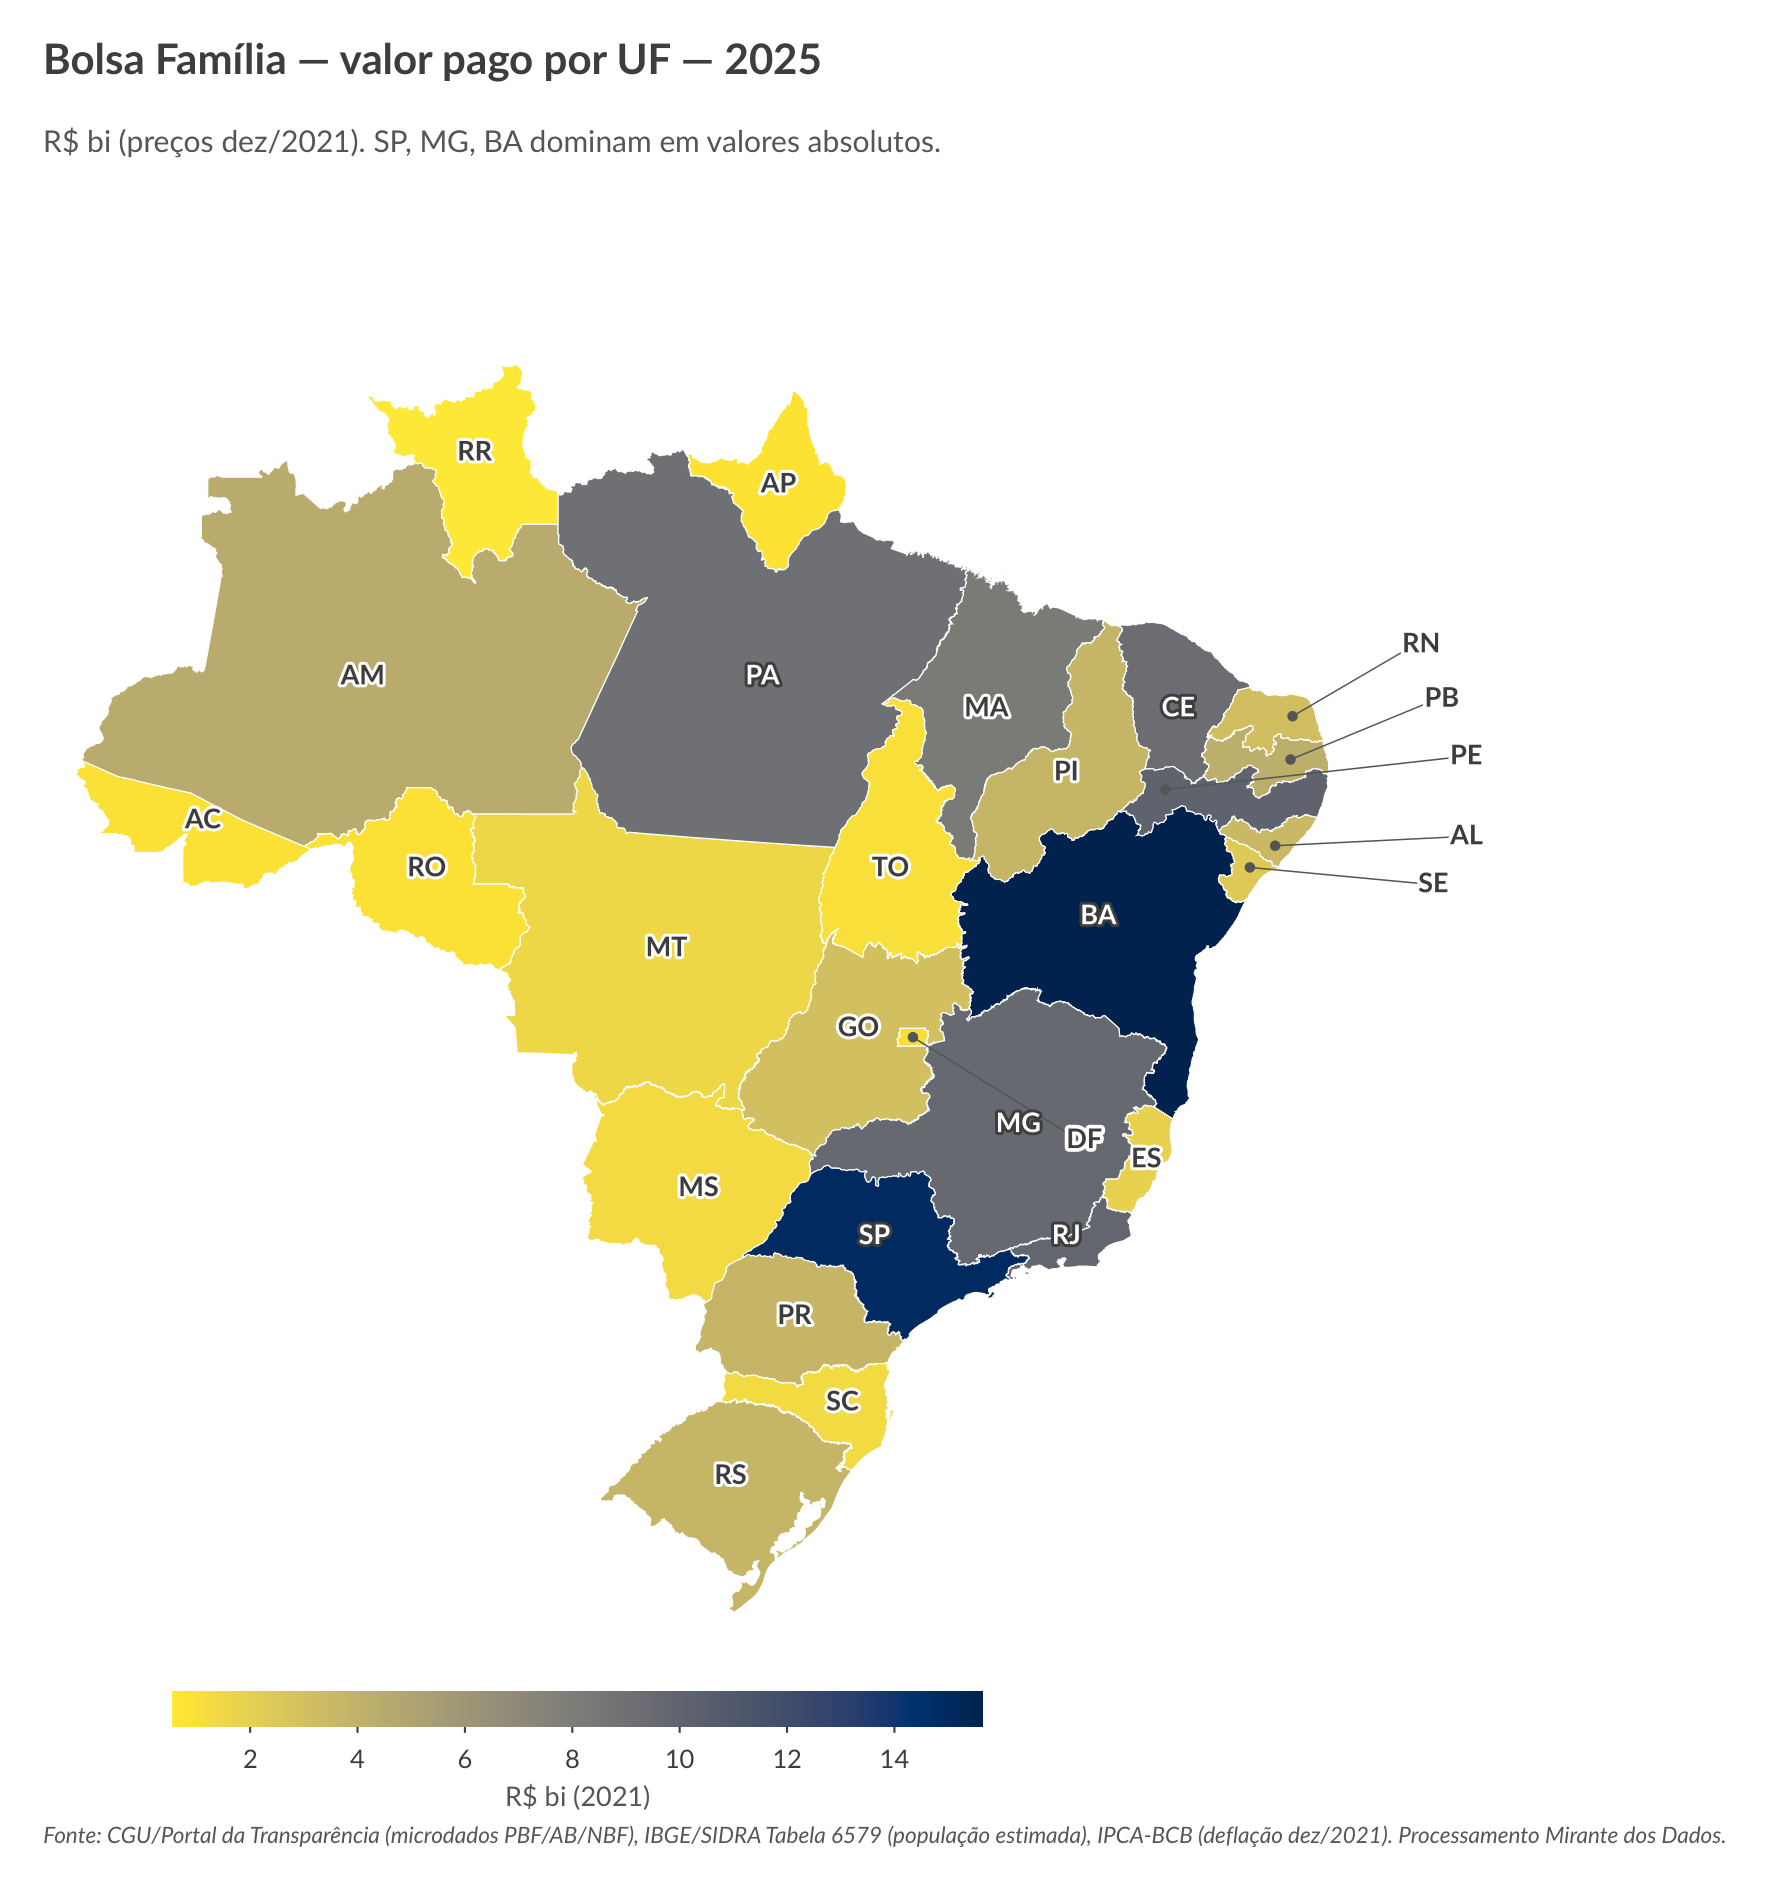 Bolsa Família — valor pago por UF — 2025
R$ bi (preços dez/2021). SP, MG, BA dominam em valores absolutos.
RR
AP
RN
AM
PA
PB
MA
CE
PE
PI
AC
AL
RO
TO
SE
BA
MT
GO
MG
DF
ES
MS
SP
RJ
PR
SC
RS
2 4 6 8 10 12 14
R$ bi (2021)
Fonte: CGU/Portal da Transparência (microdados PBF/AB/NBF), IBGE/SIDRA Tabela 6579 (população estimada), IPCA-BCB (deflação dez/2021). Processamento Mirante dos Dados.